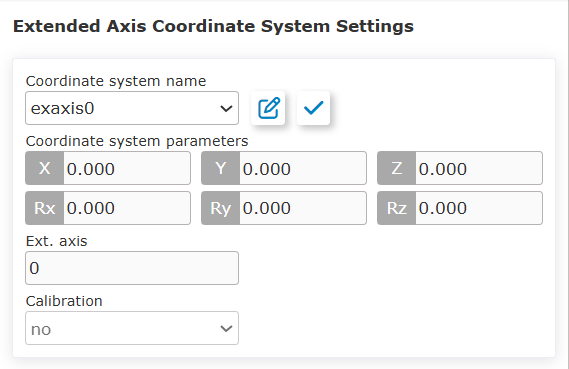 Extended Axis Coordinate System Settings
Coordinate system name
exaxis0
Coordinate system parameters
X 0.000 Y 0.000 Z 0.000
Rx 0.000 Ry 0.000 Rz 0.000
Ext. axis
0
Calibration
no